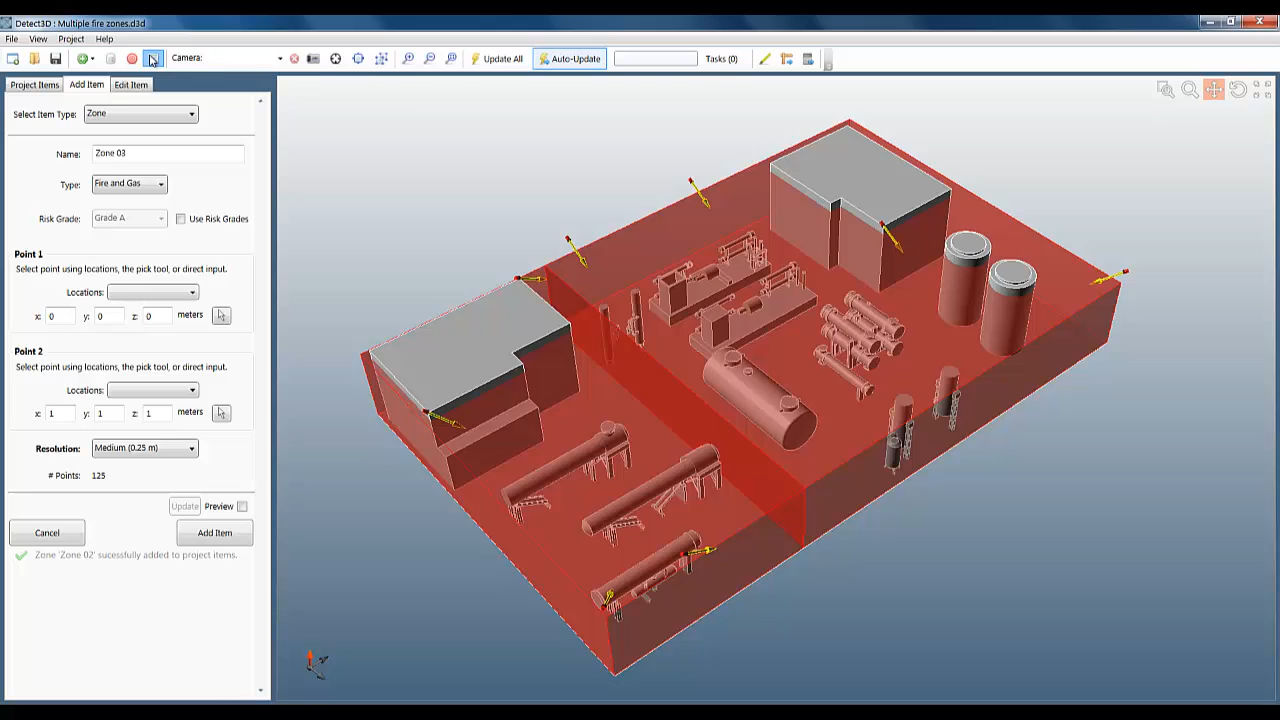 Detect3D : Multiple fire zones.d3d
File View Project Help
Camera: Update All Auto-Update Tasks (0)
Project Items Add Item Edit Item
Select Item Type: Zone
Name: Zone 03
Type: Fire and Gas
Risk Grade: Grade A Use Risk Grades
Point 1
Select point using locations, the pick tool, or direct input.
Locations:
x: 0 y: 0 z: 0 meters
Point 2
Select point using locations, the pick tool, or direct input.
Locations:
x: 1 y: 1 z: 1 meters
Resolution: Medium (0.25 m)
# Points: 125
Update Preview
Cancel Add Item
Zone 'Zone 02' sucessfully added to project items.